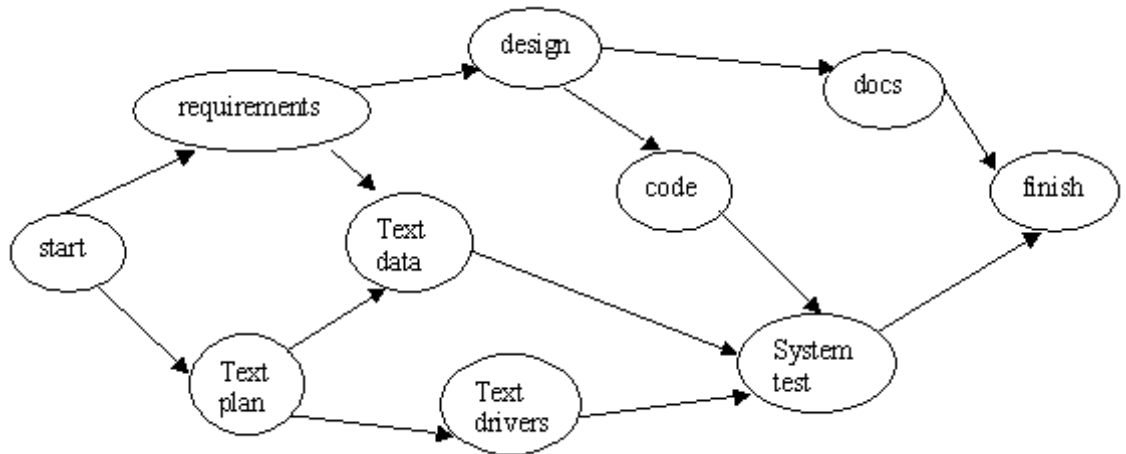 design
docs
requirements
code
finish
start
Text
data
System
test
Text
plan
Text
drivers